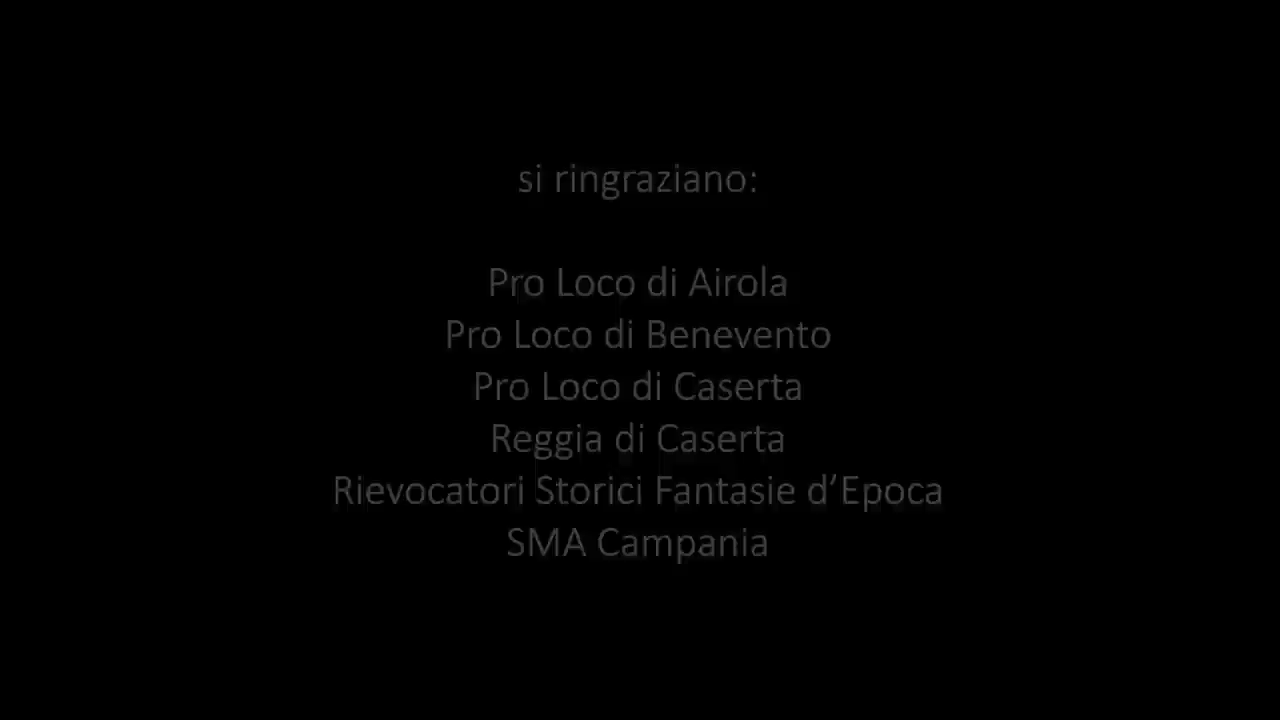 si ringraziano:
Pro Loco di Airola
Pro Loco di Benevento
Pro Loco di Caserta
Reggia di Caserta
Rievocatori Storici Fantasie d’Epoca
SMA Campania